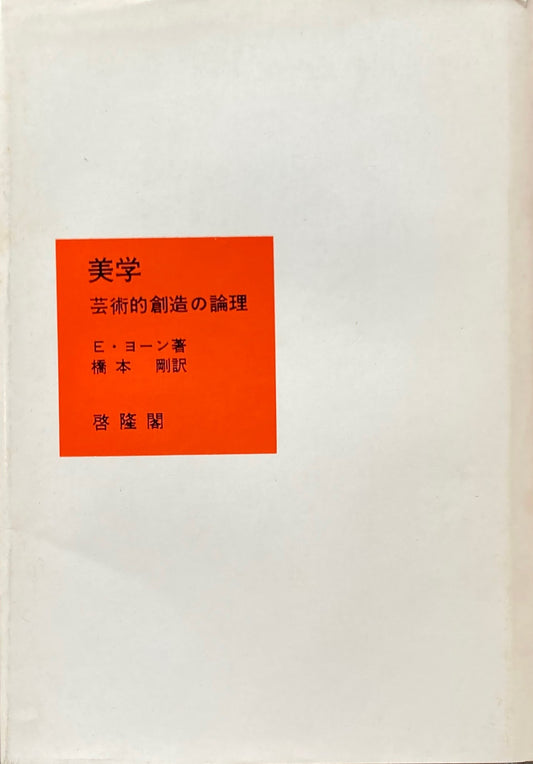 美学
芸術的創造の論理
E・ヨーン著
橋本 剛訳
啓隆閣